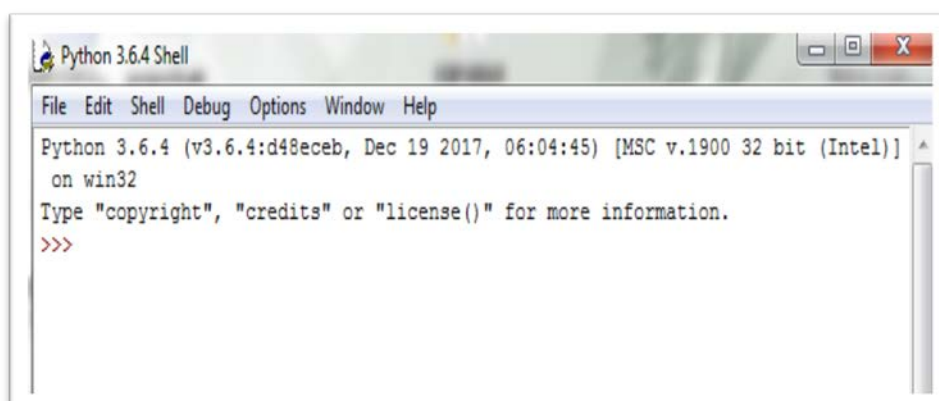 Python 3.6.4 Shell
File Edit Shell Debug Options Window Help
Python 3.6.4 (v3.6.4:d48eceb, Dec 19 2017, 06:04:45) [MSC v.1900 32 bit (Intel)]
on win32
Type "copyright", "credits" or "license()" for more information.
>>>